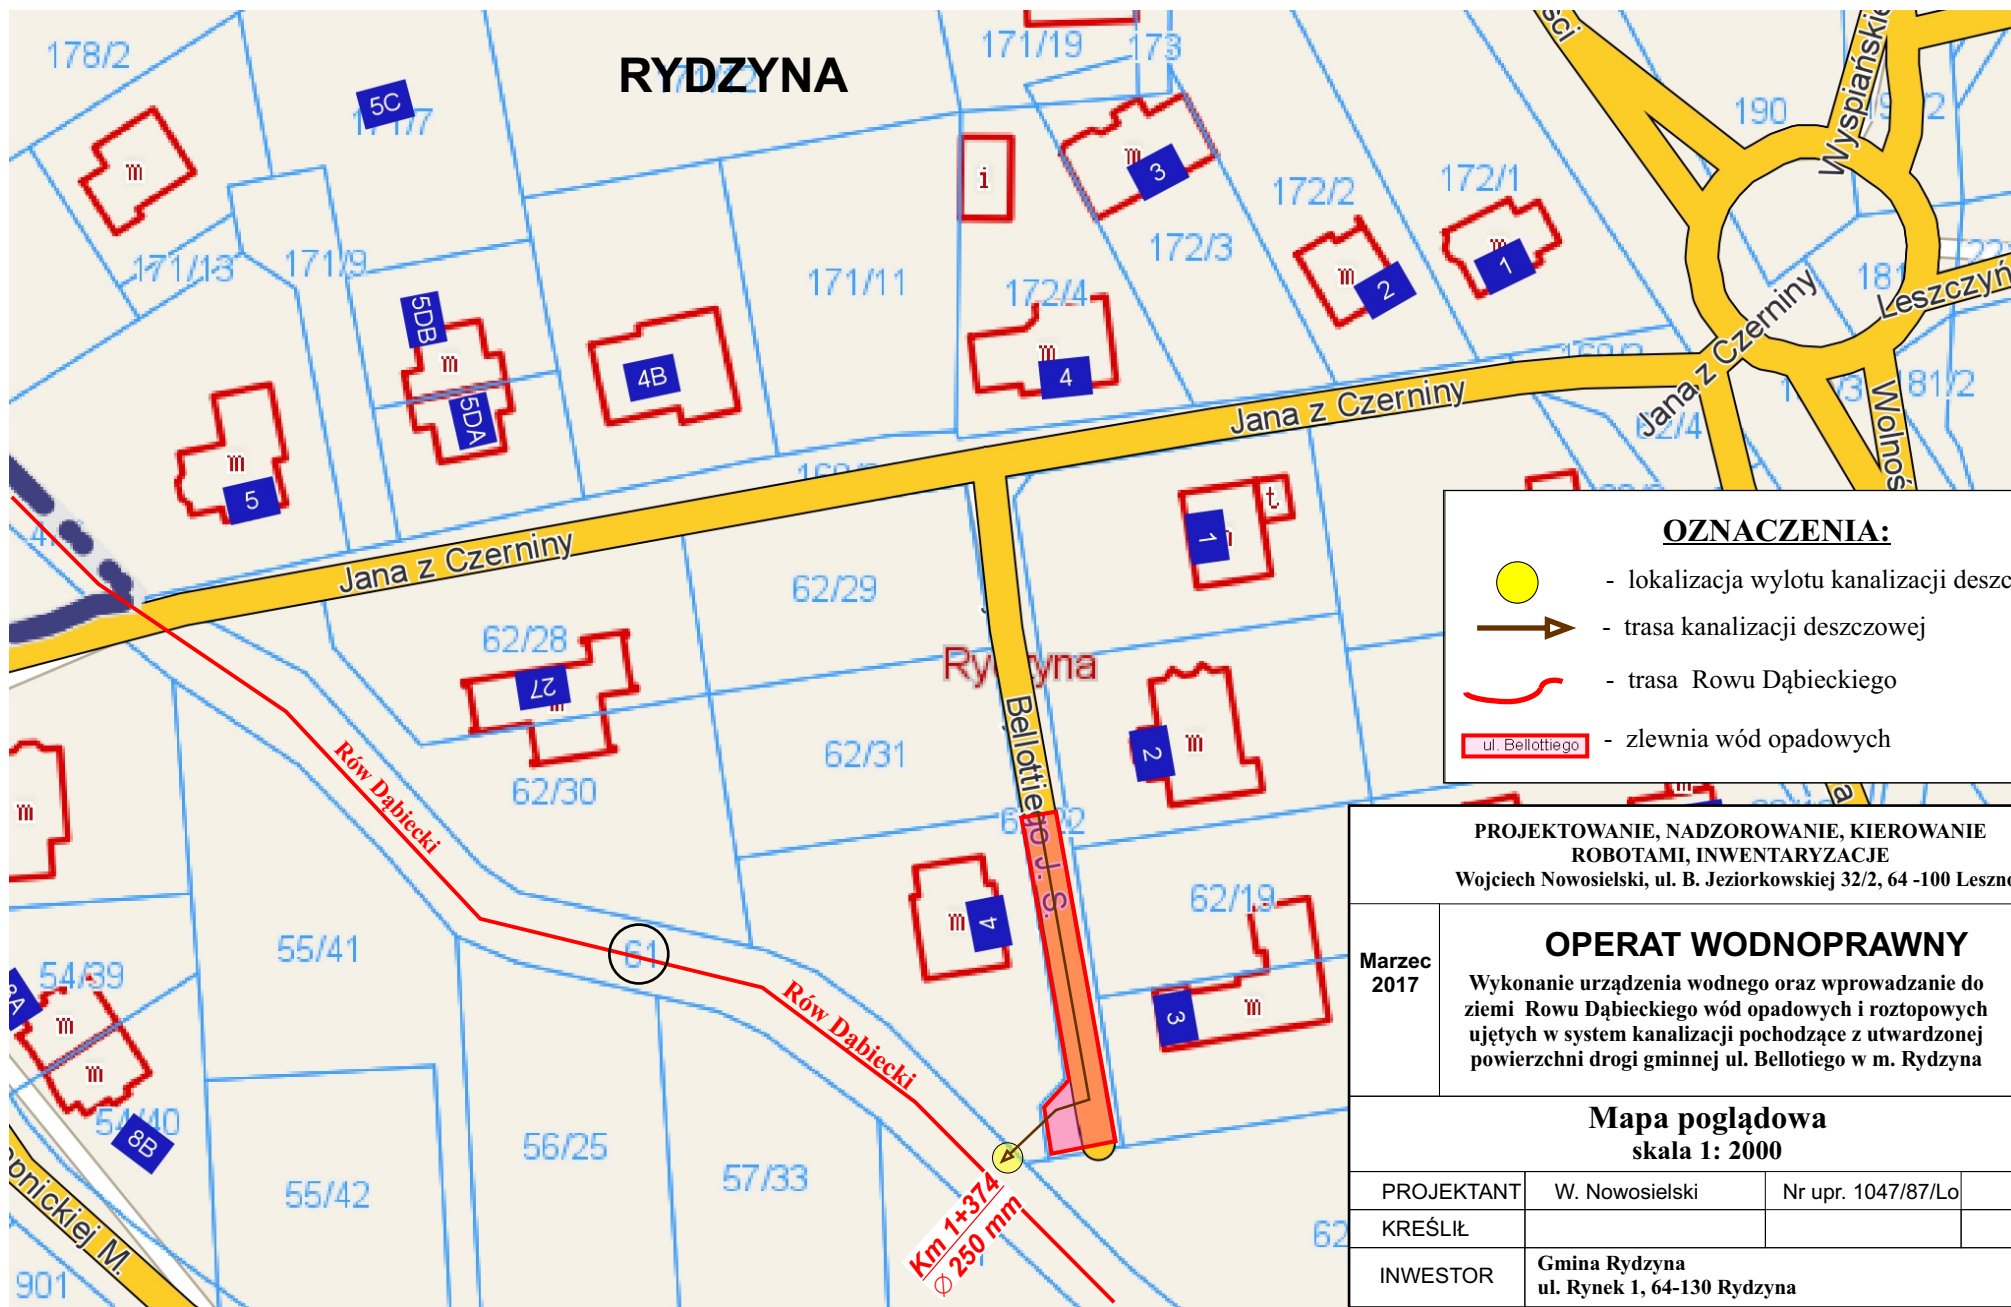 RYDZYNA
178/2
5C
171/19
173
190
Wyspiańskie
171/13
171/9
171/11
172/4
172/3
172/2
172/1
m
i
m
3
m
2
m
1
5DB
m
5DA
4B
m
4
m
5
181/2
Leszczyń
Jana z Czerniny
Jana z Czerniny
Jana z Czerniny
Wolnoś
62/4
62/28
62/29
27
m
62/30
62/31
Rydzyna
Bellottiego J. S.
1
t
2
m
62/19
4
m
3
m
m
Rów Dąbiecki
61
Rów Dąbiecki
55/41
54/39
m
m
54/40
8B
55/42
56/25
57/33
901
Km 1+374
Ø 250 mm
OZNACZENIA:
- lokalizacja wylotu kanalizacji deszc
- trasa kanalizacji deszczowej
- trasa Rowu Dąbieckiego
ul. Bellottiego - zlewnia wód opadowych
PROJEKTOWANIE, NADZOROWANIE, KIEROWANIE
ROBOTAMI, INWENTARYZACJE
Wojciech Nowosielski, ul. B. Jeziorkowskiej 32/2, 64 -100 Leszno
Marzec
2017
OPERAT WODNOPRAWNY
Wykonanie urządzenia wodnego oraz wprowadzanie do
ziemi Rowu Dąbieckiego wód opadowych i roztopowych
ujętych w system kanalizacji pochodzące z utwardzonej
powierzchni drogi gminnej ul. Bellotiego w m. Rydzyna
Mapa poglądowa
skala 1: 2000
PROJEKTANT W. Nowosielski Nr upr. 1047/87/Lo
KREŚLIŁ
INWESTOR
Gmina Rydzyna
ul. Rynek 1, 64-130 Rydzyna